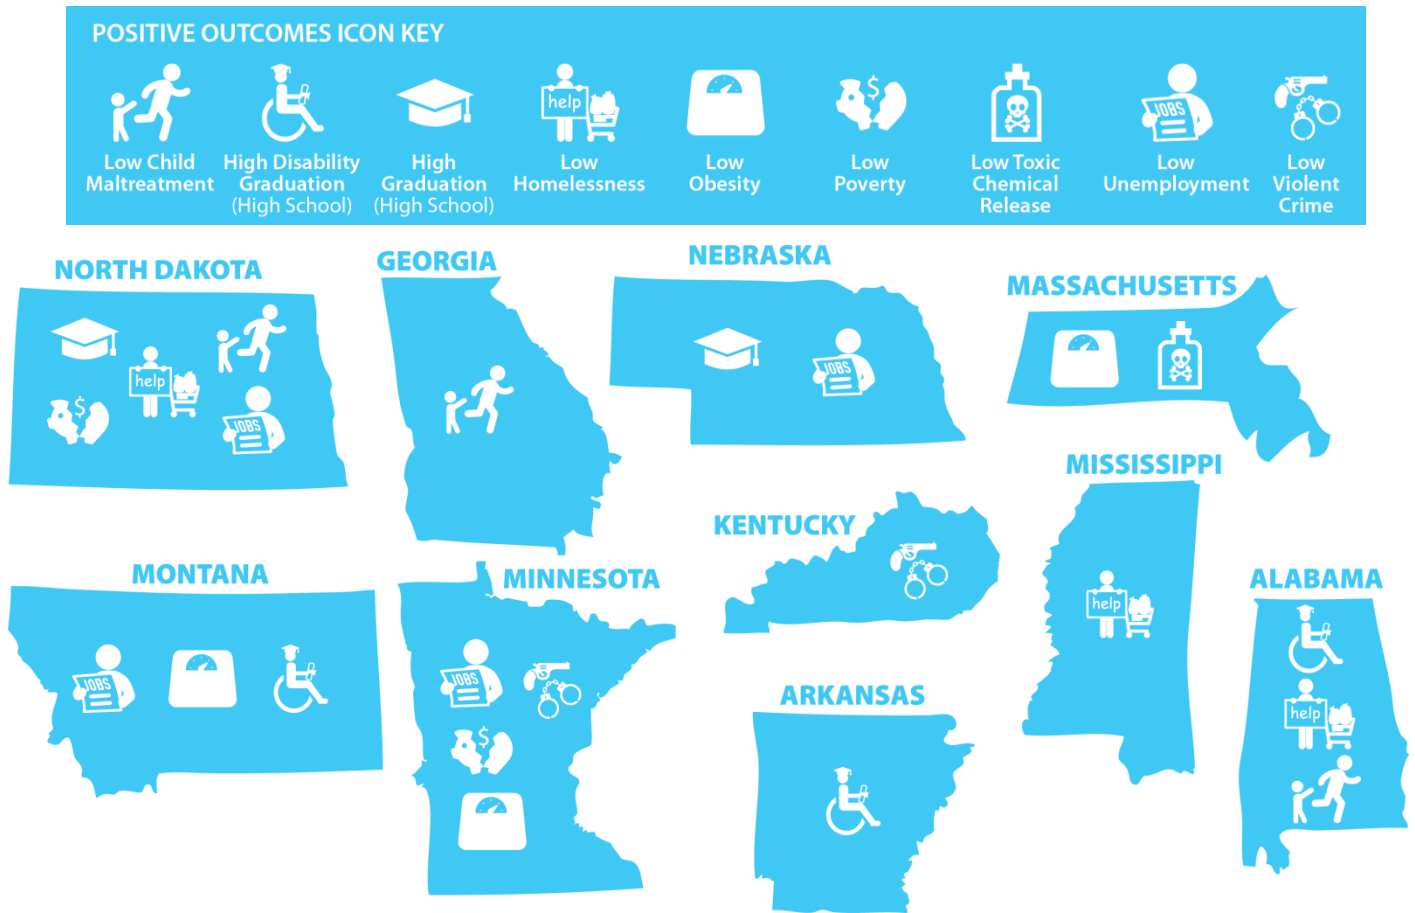 POSITIVE OUTCOMES ICON KEY
help
$
JOBS
Low Child
Maltreatment
High Disability
Graduation
(High School)
High
Graduation
(High School)
Low
Homelessness
Low
Obesity
Low
Poverty
Low Toxic
Chemical
Release
Low
Unemployment
Low
Violent
Crime
NORTH DAKOTA
help
$
JOBS
GEORGIA
NEBRASKA
JOBS
MASSACHUSETTS
MISSISSIPPI
help
KENTUCKY
MONTANA
JOBS
MINNESOTA
JOBS
$
ARKANSAS
ALABAMA
help